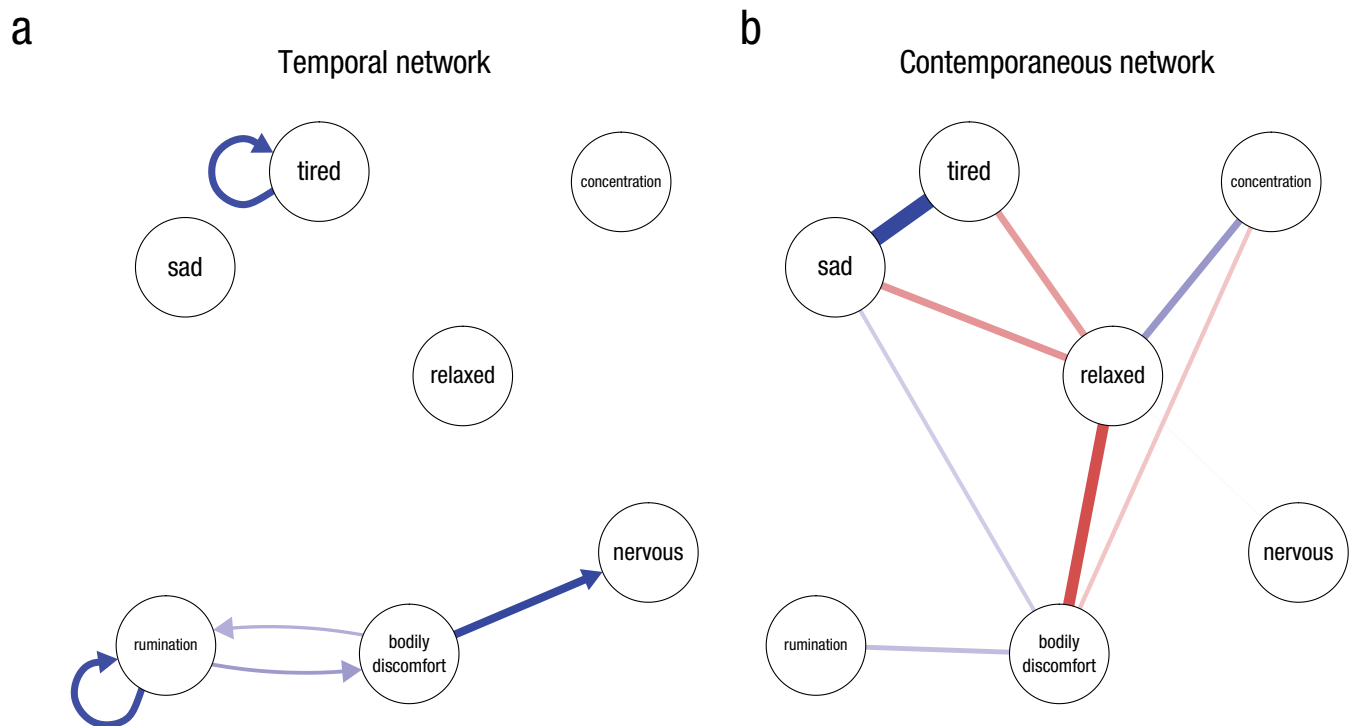 a
Temporal network
tired
concentration
sad
relaxed
nervous
rumination
bodily
discomfort
b
Contemporaneous network
tired
concentration
sad
relaxed
nervous
rumination
bodily
discomfort